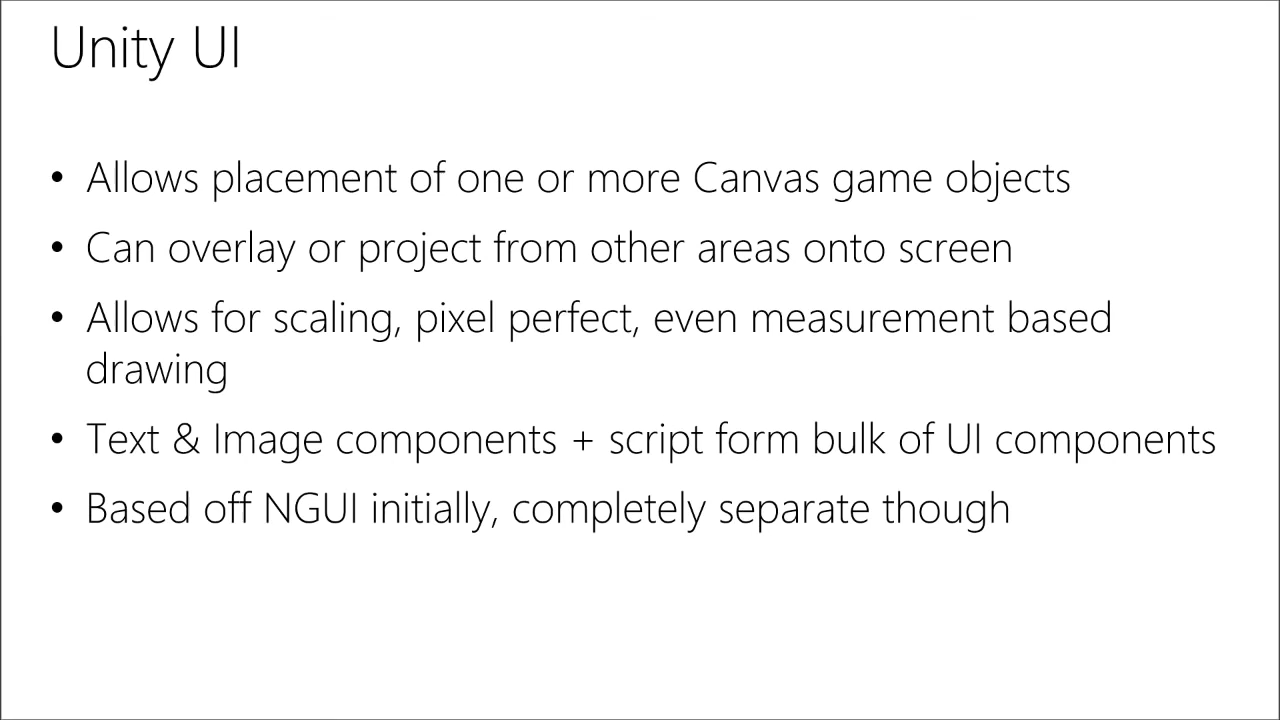 Unity UI
• Allows placement of one or more Canvas game objects
• Can overlay or project from other areas onto screen
• Allows for scaling, pixel perfect, even measurement based
drawing
• Text & Image components + script form bulk of UI components
• Based off NGUI initially, completely separate though